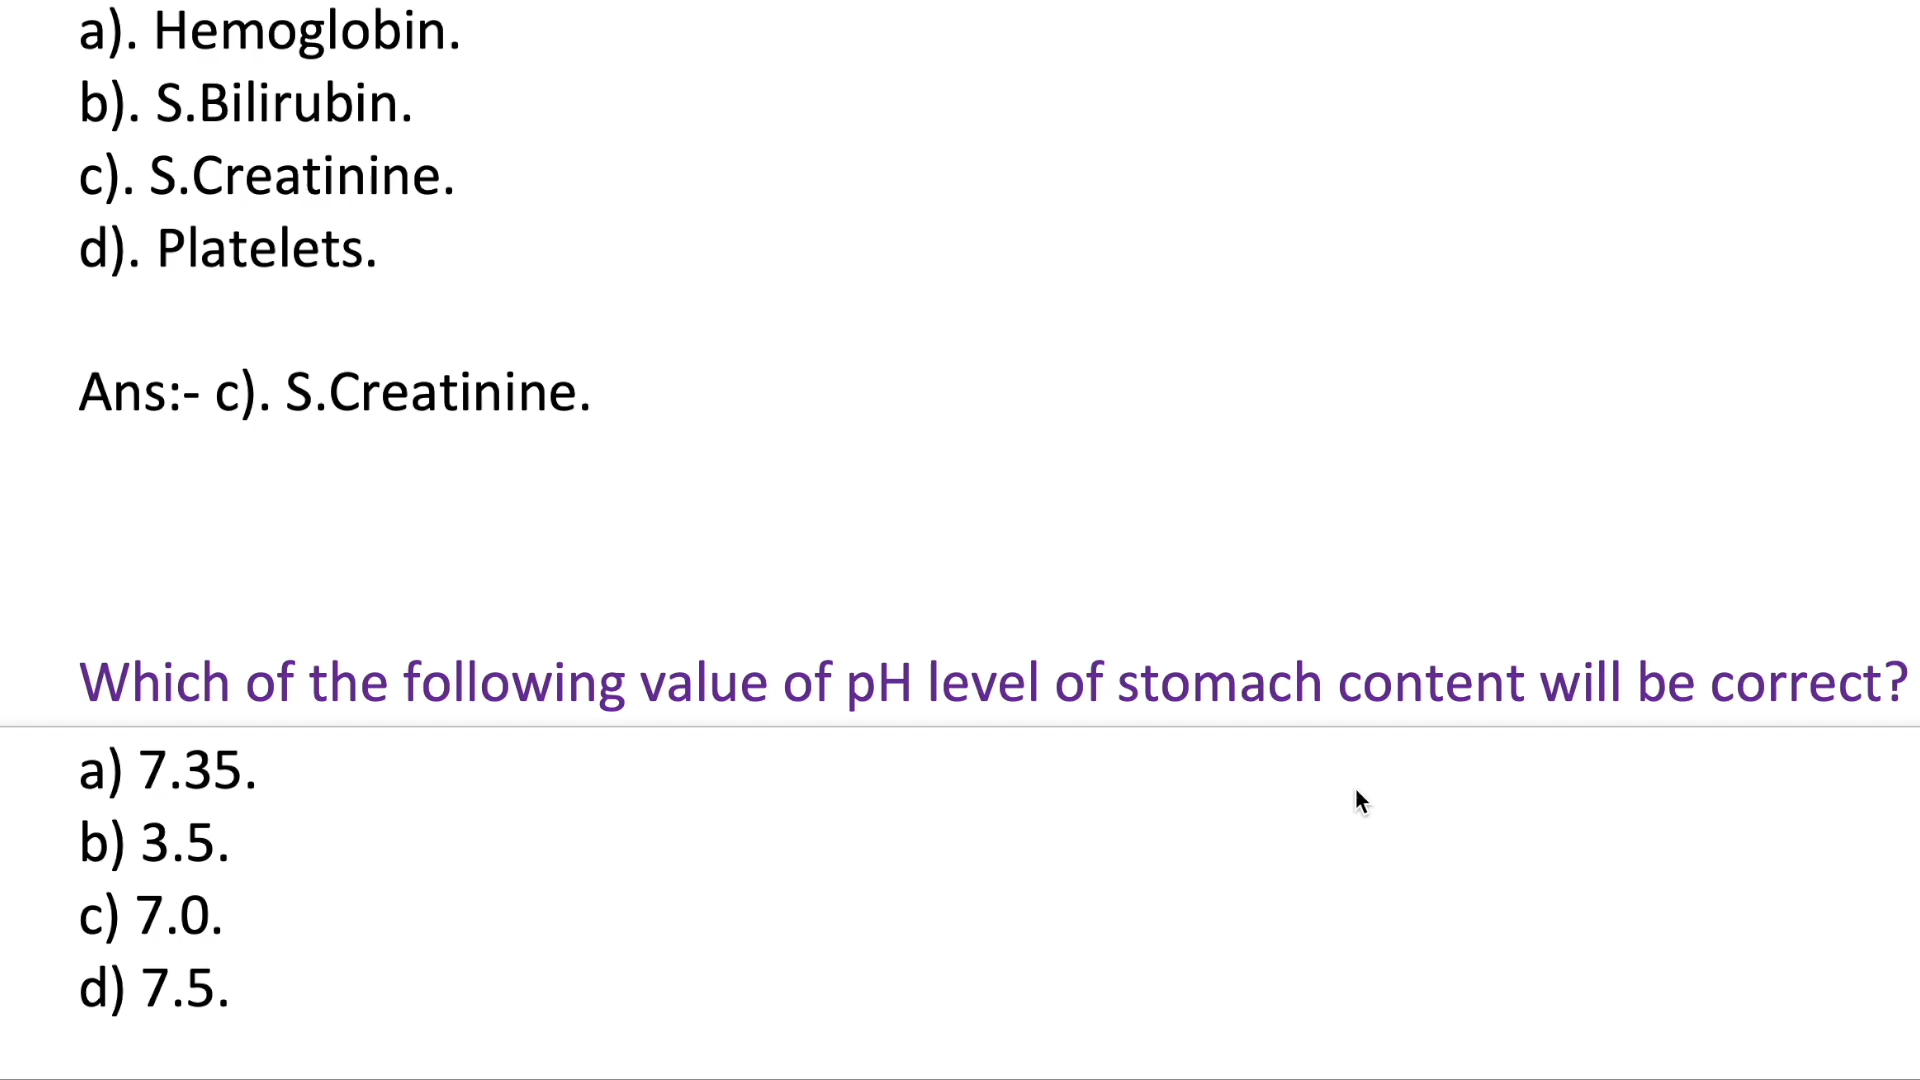 a). Hemoglobin.
b). S.Bilirubin.
c). S.Creatinine.
d). Platelets.
Ans:- c). S.Creatinine.
Which of the following value of pH level of stomach content will be correct?
a) 7.35.
b) 3.5.
c) 7.0.
d) 7.5.